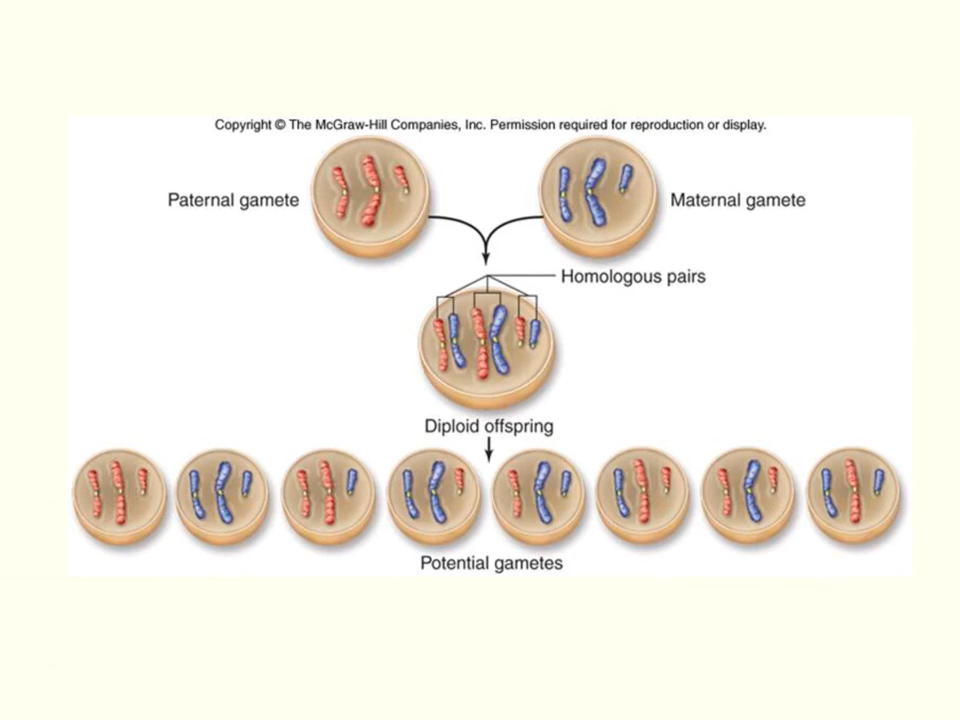 Copyright © The McGraw-Hill Companies, Inc. Permission required for reproduction or display.
Paternal gamete
Maternal gamete
Homologous pairs
Diploid offspring
Potential gametes